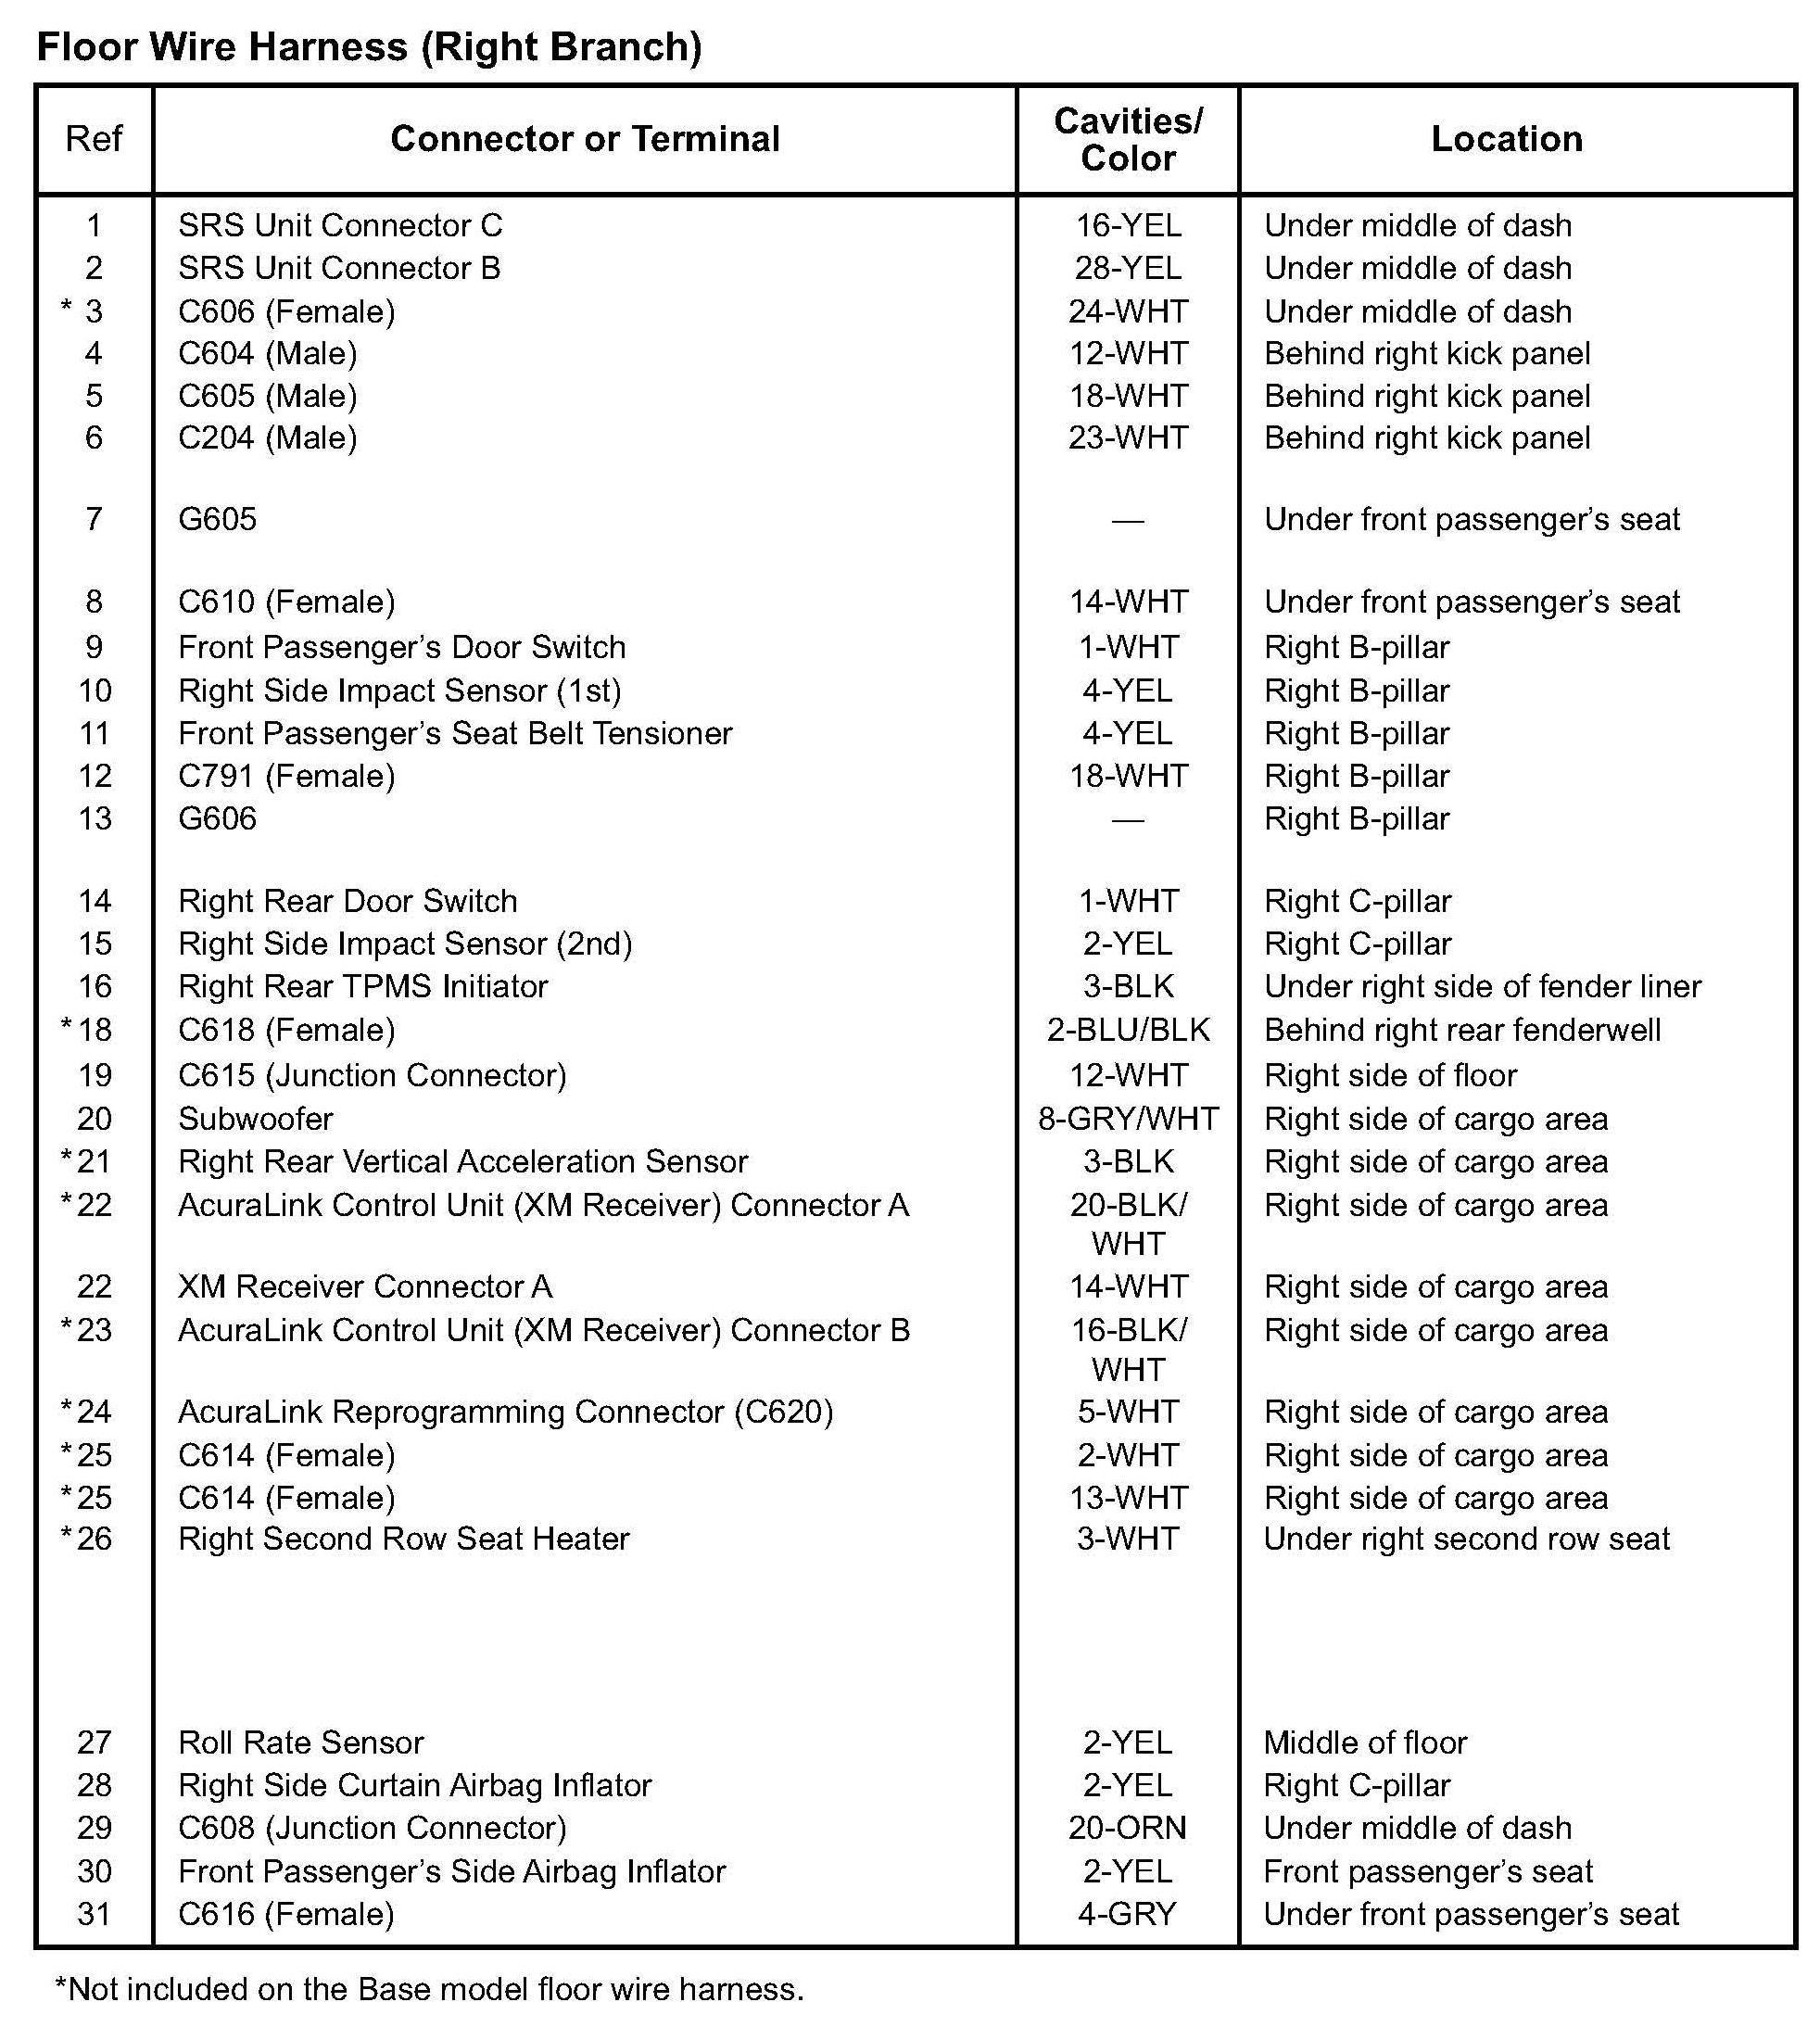 Floor Wire Harness (Right Branch)
Ref Connector or Terminal Cavities/ Color Location
1 SRS Unit Connector C 16-YEL Under middle of dash
2 SRS Unit Connector B 28-YEL Under middle of dash
* 3 C606 (Female) 24-WHT Under middle of dash
4 C604 (Male) 12-WHT Behind right kick panel
5 C605 (Male) 18-WHT Behind right kick panel
6 C204 (Male) 23-WHT Behind right kick panel
7 G605 — Under front passenger’s seat
8 C610 (Female) 14-WHT Under front passenger’s seat
9 Front Passenger’s Door Switch 1-WHT Right B-pillar
10 Right Side Impact Sensor (1st) 4-YEL Right B-pillar
11 Front Passenger’s Seat Belt Tensioner 4-YEL Right B-pillar
12 C791 (Female) 18-WHT Right B-pillar
13 G606 — Right B-pillar
14 Right Rear Door Switch 1-WHT Right C-pillar
15 Right Side Impact Sensor (2nd) 2-YEL Right C-pillar
16 Right Rear TPMS Initiator 3-BLK Under right side of fender liner
*18 C618 (Female) 2-BLU/BLK Behind right rear fenderwell
19 C615 (Junction Connector) 12-WHT Right side of floor
20 Subwoofer 8-GRY/WHT Right side of cargo area
*21 Right Rear Vertical Acceleration Sensor 3-BLK Right side of cargo area
*22 AcuraLink Control Unit (XM Receiver) Connector A 20-BLK/ Right side of cargo area
WHT
22 XM Receiver Connector A 14-WHT Right side of cargo area
*23 AcuraLink Control Unit (XM Receiver) Connector B 16-BLK/ Right side of cargo area
WHT
*24 AcuraLink Reprogramming Connector (C620) 5-WHT Right side of cargo area
*25 C614 (Female) 2-WHT Right side of cargo area
*25 C614 (Female) 13-WHT Right side of cargo area
*26 Right Second Row Seat Heater 3-WHT Under right second row seat
27 Roll Rate Sensor 2-YEL Middle of floor
28 Right Side Curtain Airbag Inflator 2-YEL Right C-pillar
29 C608 (Junction Connector) 20-ORN Under middle of dash
30 Front Passenger’s Side Airbag Inflator 2-YEL Front passenger’s seat
31 C616 (Female) 4-GRY Under front passenger’s seat
*Not included on the Base model floor wire harness.